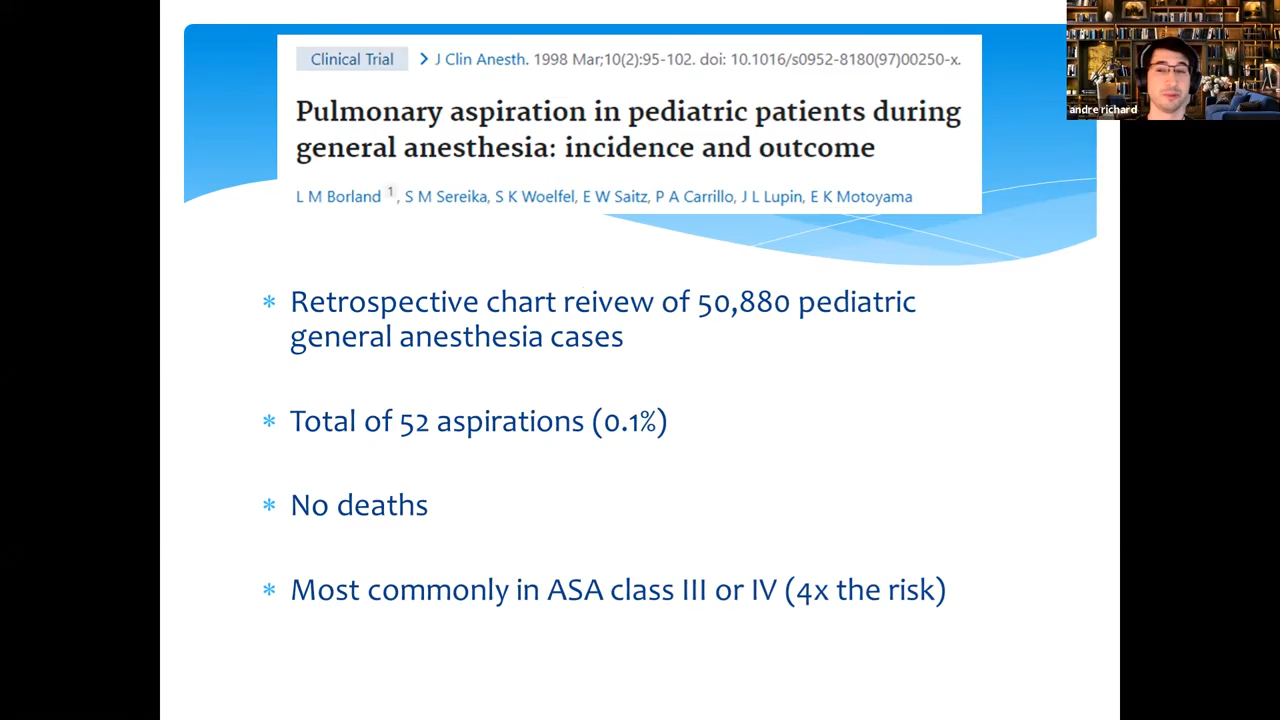 Clinical Trial > J Clin Anesth. 1998 Mar;10(2):95-102. doi: 10.1016/s0952-8180(97)00250-x.
Pulmonary aspiration in pediatric patients during
general anesthesia: incidence and outcome
L M Borland 1, S M Sereika, S K Woelfel, E W Saitz, P A Carrillo, J L Lupin, E K Motoyama
andre richard
* Retrospective chart reivew of 50,880 pediatric
general anesthesia cases
* Total of 52 aspirations (0.1%)
* No deaths
* Most commonly in ASA class III or IV (4x the risk)